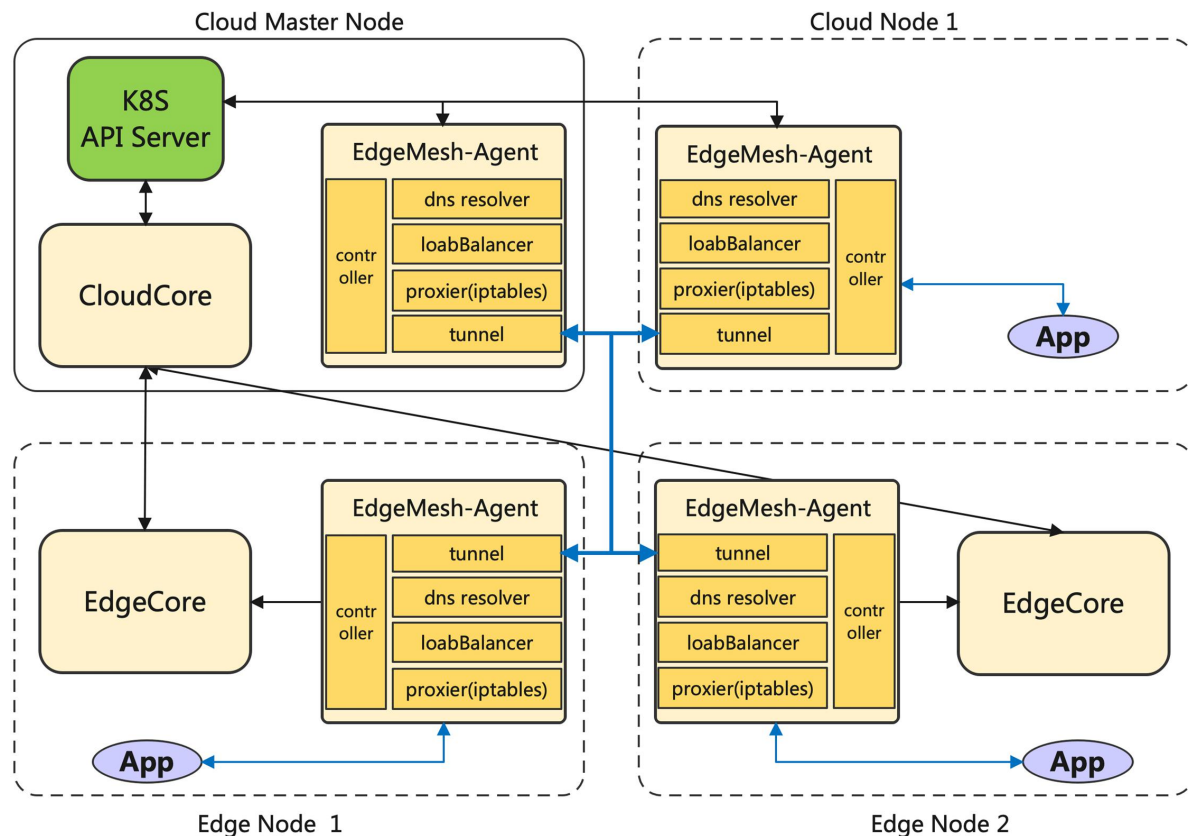 Cloud Master Node
K8S
API Server
CloudCore
EdgeMesh-Agent
contr
oller
dns resolver
loabBalancer
proxier(iptables)
tunnel
Cloud Node 1
EdgeMesh-Agent
dns resolver
loabBalancer
proxier(iptables)
tunnel
contr
oller
App
EdgeCore
EdgeMesh-Agent
contr
oller
tunnel
dns resolver
loabBalancer
proxier(iptables)
App
Edge Node 1
EdgeMesh-Agent
tunnel
dns resolver
loabBalancer
proxier(iptables)
contr
oller
EdgeCore
App
Edge Node 2